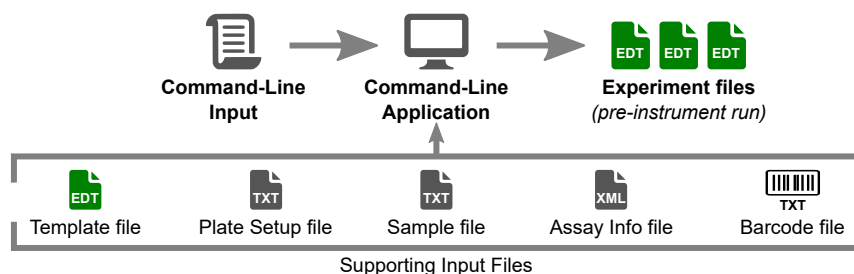 EDT EDT EDT
Command-Line
Input
Command-Line
Application
Experiment files
(pre-instrument run)
EDT
Template file
TXT
Plate Setup file
TXT
Sample file
XML
Assay Info file
TXT
Barcode file
Supporting Input Files